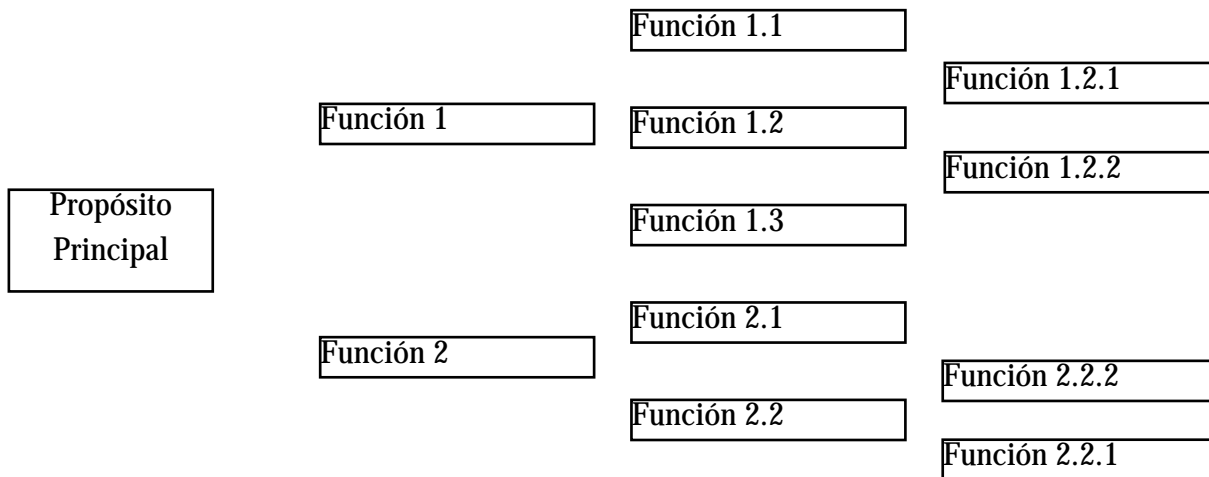 Función 1.1
Función 1.2.1
Función 1
Función 1.2
Función 1.2.2
Propósito
Principal
Función 1.3
Función 2.1
Función 2
Función 2.2.2
Función 2.2
Función 2.2.1